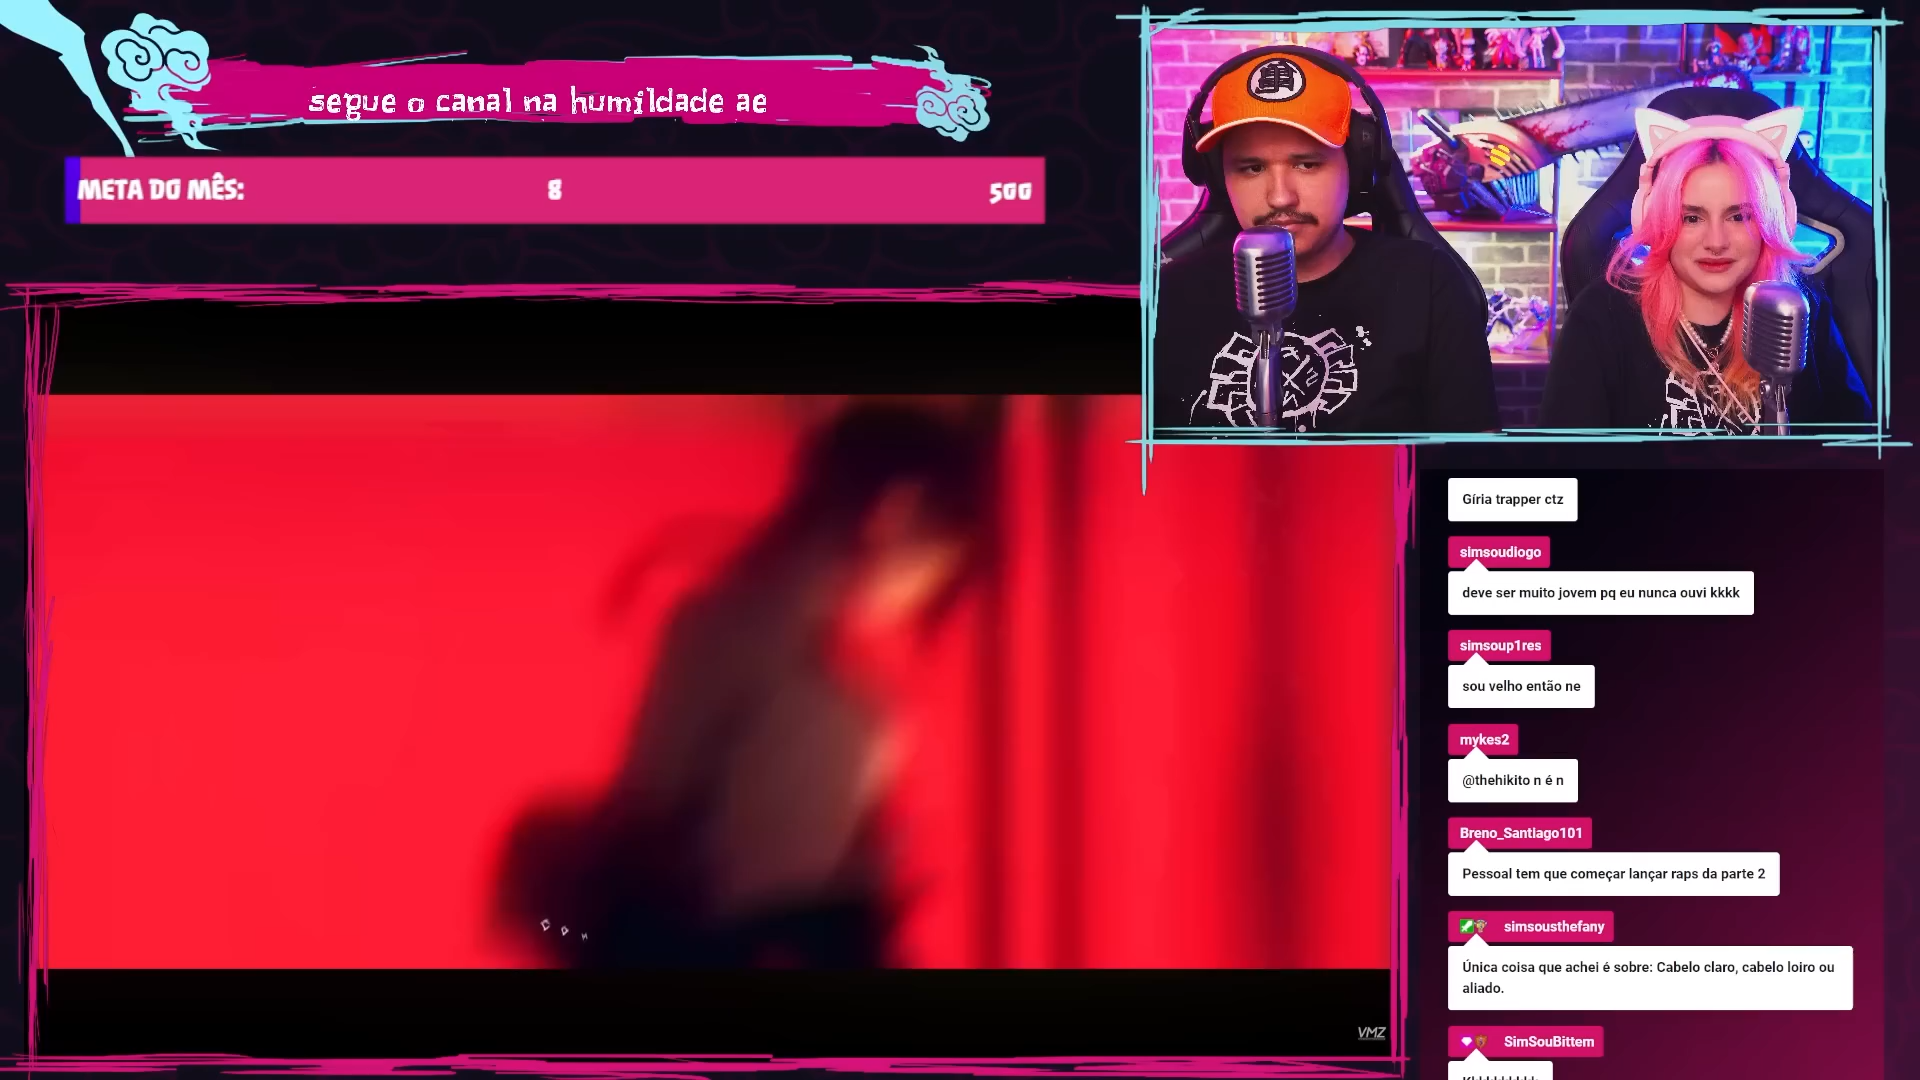 segue o canal na humildade ae
META DO MÊS: 8 500
Gíria trapper ctz
simsoudiogo
deve ser muito jovem pq eu nunca ouvi kkkk
simsoup1res
sou velho então ne
mykes2
@thehikito n é n
Breno_Santiago101
Pessoal tem que começar lançar raps da parte 2
simsousthefany
Única coisa que achei é sobre: Cabelo claro, cabelo loiro ou
aliado.
SimSouBittem
VMZ